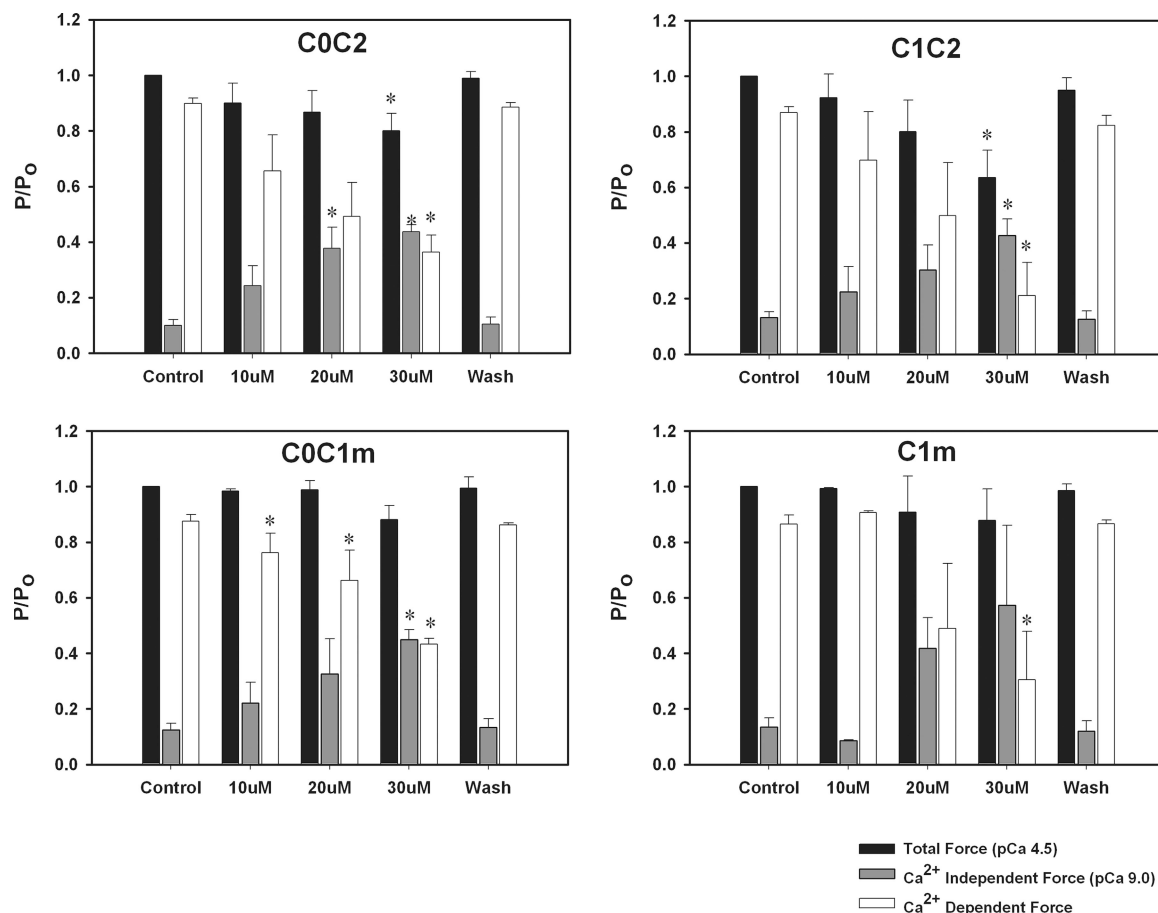 C0C2
P/PO
1.2
1.0
0.8
0.6
0.4
0.2
0.0
*
*
*
*
Control 10uM 20uM 30uM Wash
C1C2
P/PO
1.2
1.0
0.8
0.6
0.4
0.2
0.0
*
*
*
Control 10uM 20uM 30uM Wash
C0C1m
P/PO
1.2
1.0
0.8
0.6
0.4
0.2
0.0
*
*
*
*
Control 10uM 20uM 30uM Wash
C1m
P/PO
1.2
1.0
0.8
0.6
0.4
0.2
0.0
*
Control 10uM 20uM 30uM Wash
Total Force (pCa 4.5)
Ca2+ Independent Force (pCa 9.0)
Ca2+ Dependent Force